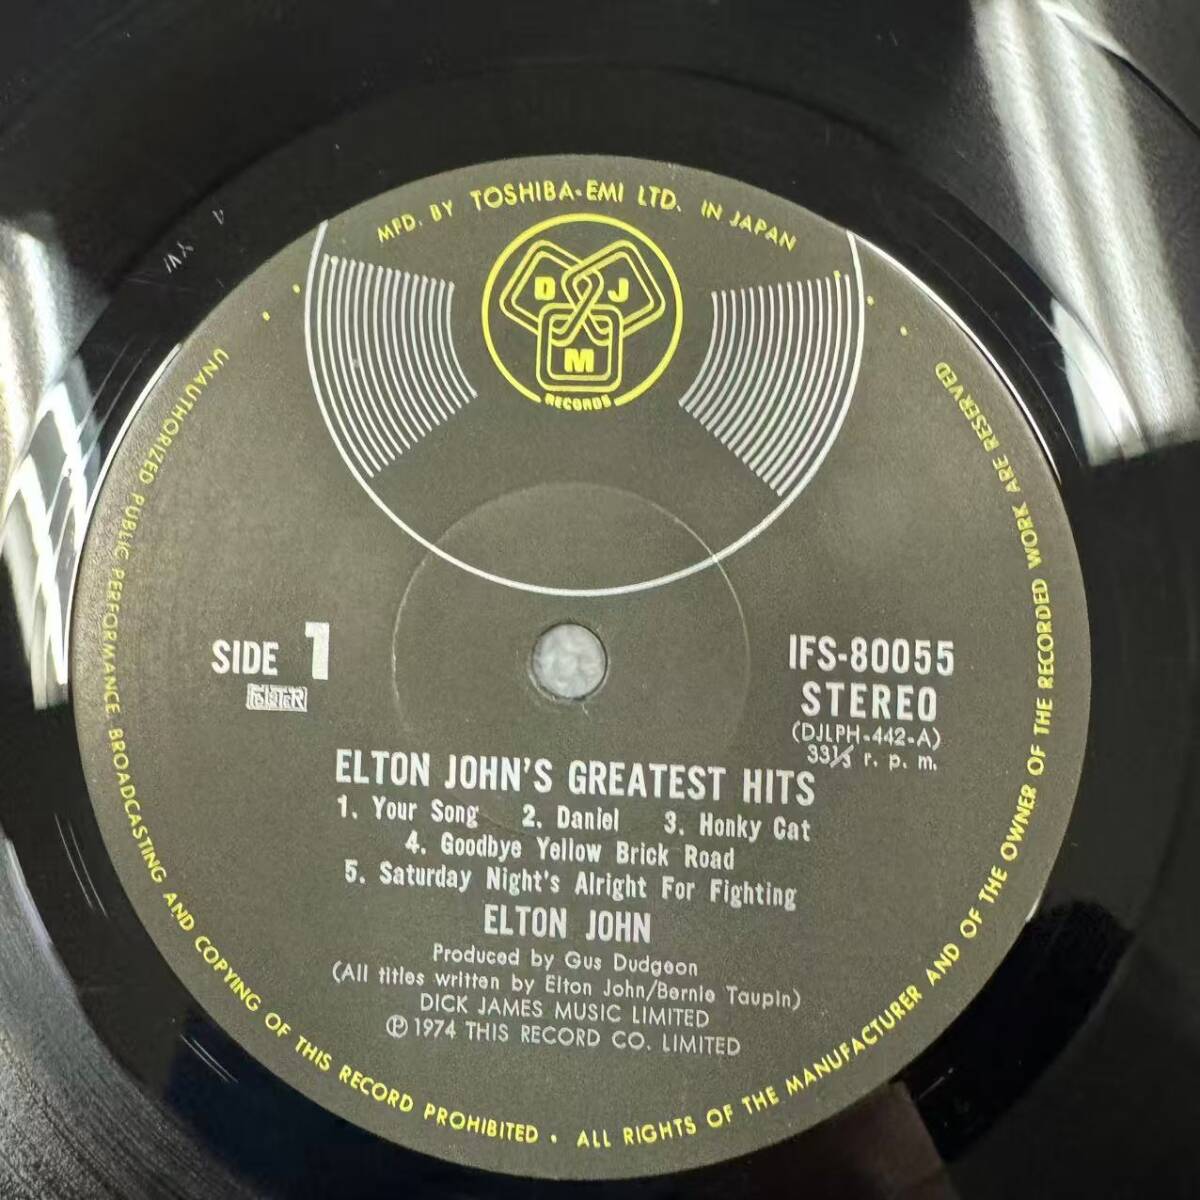 MFD. BY TOSHIBA-EMI LTD. IN JAPAN
D J
M
RECORDS
SIDE 1
IFS-80055
STEREO
(DJLPH-442-A)
33⅓ r. p. m.
ELTON JOHN'S GREATEST HITS
1. Your Song 2. Daniel 3. Honky Cat
4. Goodbye Yellow Brick Road
5. Saturday Night's Alright For Fighting
ELTON JOHN
Produced by Gus Dudgeon
(All titles written by Elton John/Bernie Taupin)
DICK JAMES MUSIC LIMITED
℗ 1974 THIS RECORD CO. LIMITED
UNAUTHORIZED PUBLIC PERFORMANCE, BROADCASTING AND COPYING OF THIS RECORD PROHIBITED • ALL RIGHTS OF THE MANUFACTURER AND OF THE OWNER OF THE RECORDED WORK ARE RESERVED